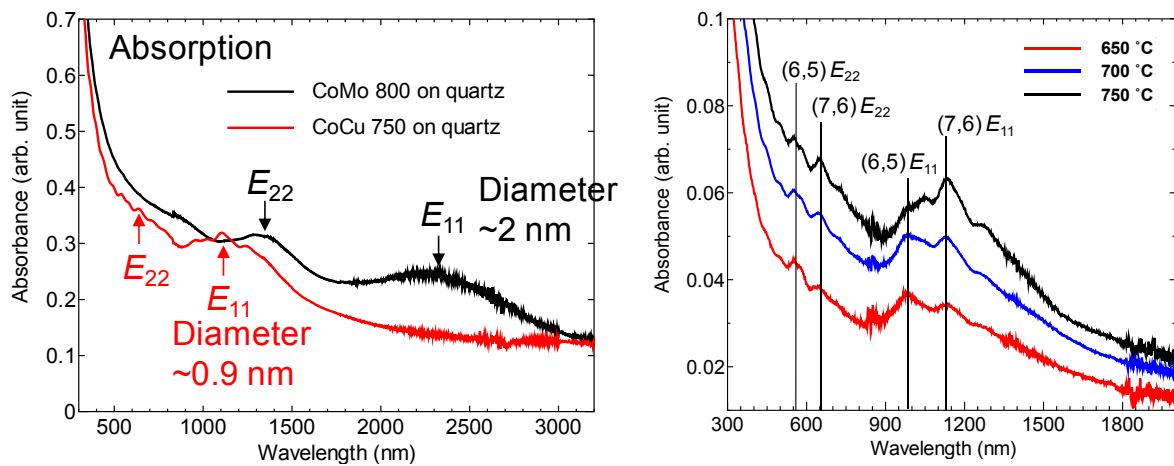 Absorption
CoMo 800 on quartz
CoCu 750 on quartz
E22
E11
Diameter
~2 nm
E22
E11
Diameter
~0.9 nm
Absorbance (arb. unit)
0.7
0.6
0.5
0.4
0.3
0.2
0.1
0
500 1000 1500 2000 2500 3000
Wavelength (nm)
650 ˚C
700 ˚C
750 ˚C
(6,5) E22
(7,6) E22
(7,6) E11
(6,5) E11
Absorbance (arb. unit)
0.1
0.08
0.06
0.04
0.02
300 600 900 1200 1500 1800
Wavelength (nm)